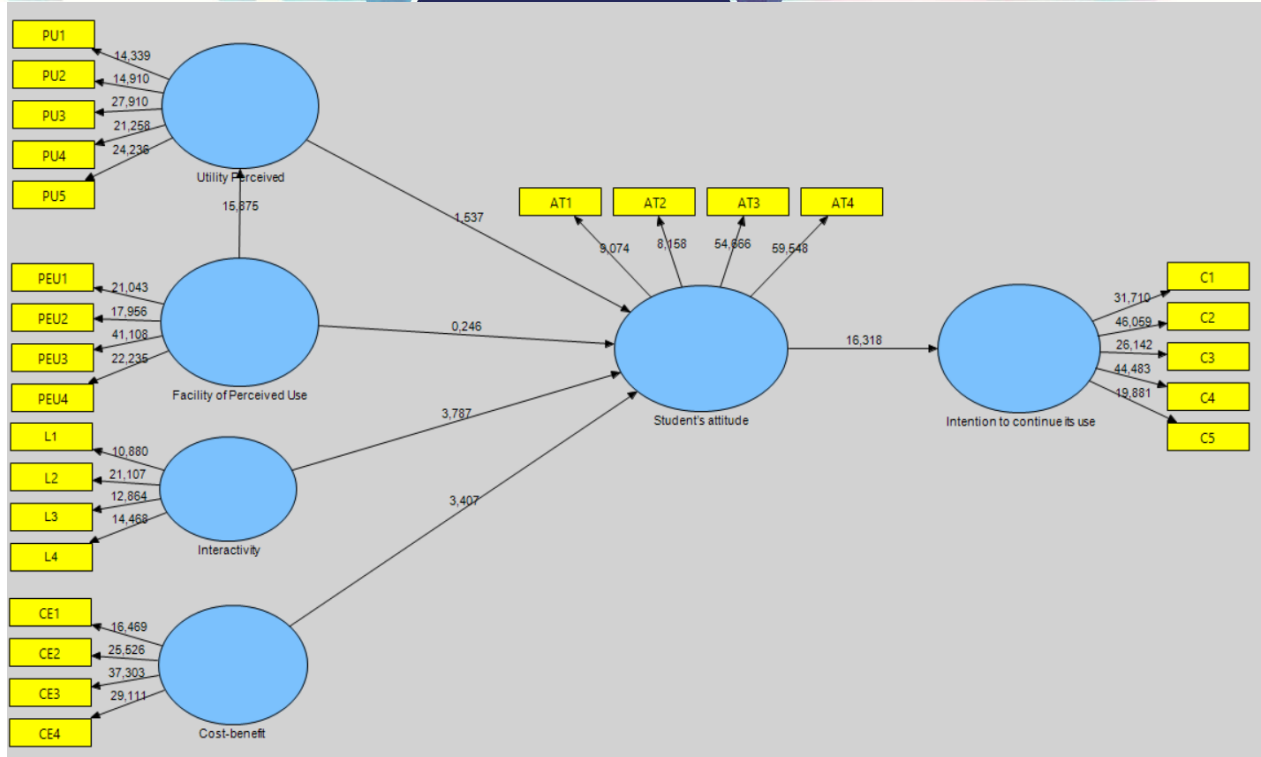 PU1
14,339
PU2
14,910
PU3
27,910
PU4
21,258
PU5
24,236
Utility Perceived
15,875
1,537
PEU1
21,043
PEU2
17,956
PEU3
41,108
PEU4
22,235
Facility of Perceived Use
0,246
L1
10,880
L2
21,107
L3
12,864
L4
14,468
Interactivity
3,787
CE1
16,469
CE2
25,526
CE3
37,303
CE4
29,111
Cost-benefit
3,407
AT1
AT2
AT3
AT4
9,074
8,158
54,666
59,548
Student's attitude
16,318
C1
31,710
C2
46,059
C3
26,142
C4
44,483
C5
19,881
Intention to continue its use